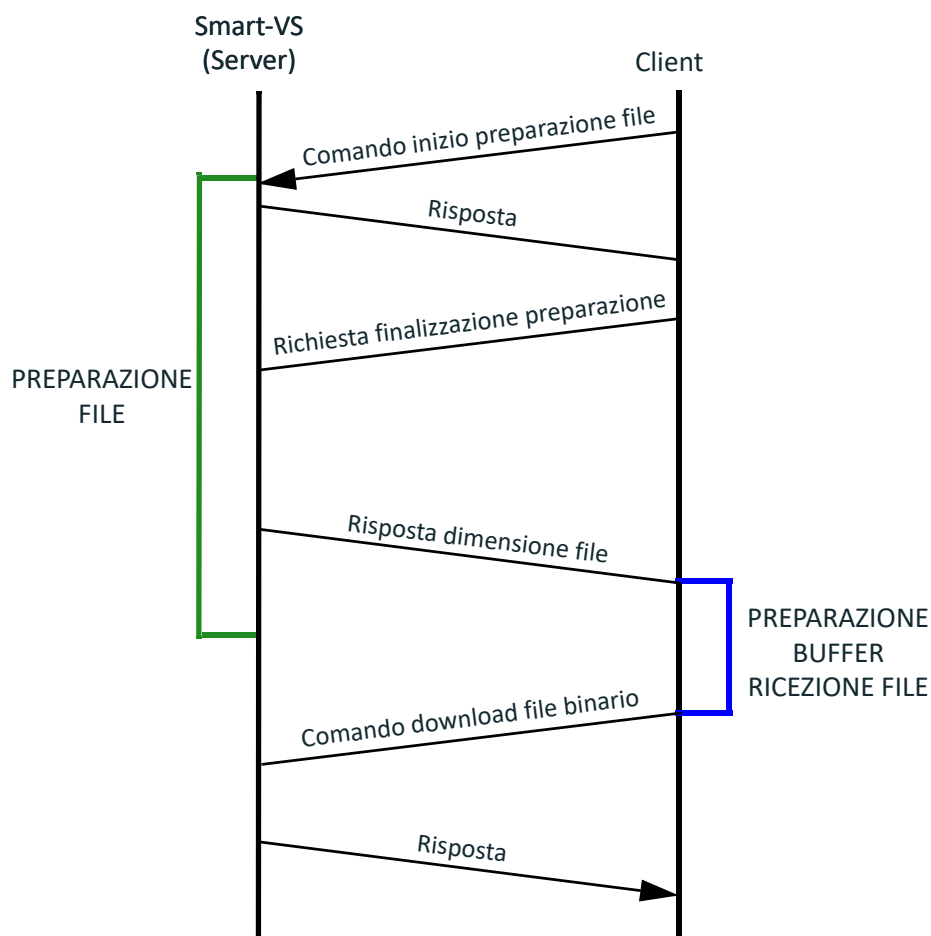 Smart-VS
(Server)
Client
Comando inizio preparazione file
Risposta
Richiesta finalizzazione preparazione
PREPARAZIONE
FILE
Risposta dimensione file
PREPARAZIONE
BUFFER
RICEZIONE FILE
Comando download file binario
Risposta